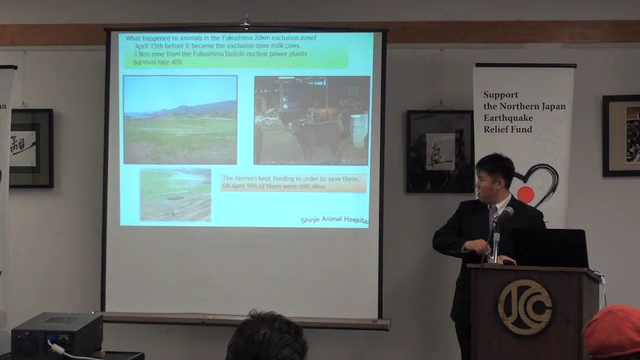 What happened to animals in the Fukushima 20km exclusion zone?
April 15th before it became the exclusion zone milk cows
13km zone from the Fukushima Daiichi nuclear power plants
Survival rate 40%
The farmers kept feeding in order to save them.
On April 99% of them were still alive
Shinjo Animal Hospital
Support
the Northern Japan
Earthquake
Relief Fund
JCC